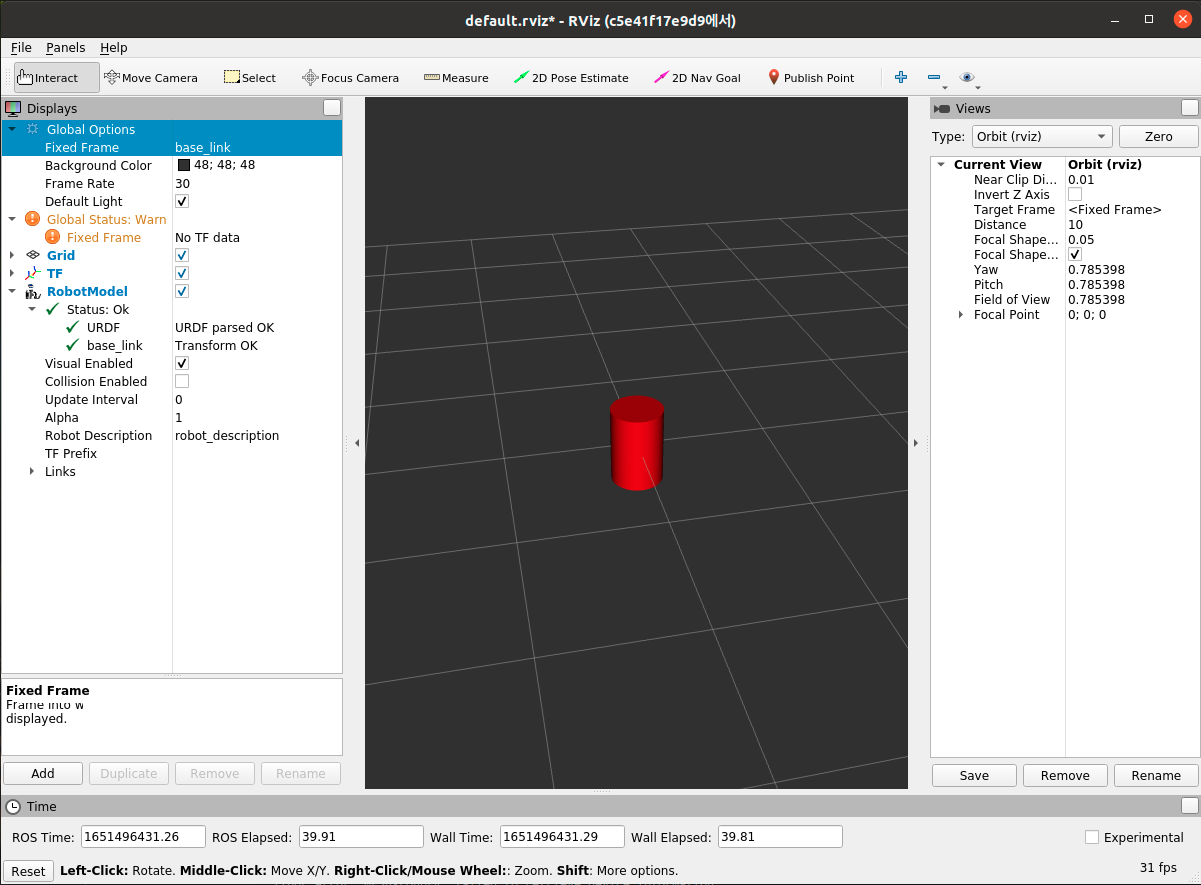 default.rviz* - RViz (c5e41f17e9d9에서)
File Panels Help
Interact Move Camera Select Focus Camera Measure 2D Pose Estimate 2D Nav Goal Publish Point
Displays
Global Options
Fixed Frame base_link
Background Color 48; 48; 48
Frame Rate 30
Default Light
Global Status: Warn
Fixed Frame No TF data
Grid
TF
RobotModel
Status: Ok
URDF URDF parsed OK
base_link Transform OK
Visual Enabled
Collision Enabled
Update Interval 0
Alpha 1
Robot Description robot_description
TF Prefix
Links
Fixed Frame
Frame into w
displayed.
Add Duplicate Remove Rename
Views
Type: Orbit (rviz) Zero
Current View Orbit (rviz)
Near Clip Di... 0.01
Invert Z Axis
Target Frame <Fixed Frame>
Distance 10
Focal Shape... 0.05
Focal Shape...
Yaw 0.785398
Pitch 0.785398
Field of View 0.785398
Focal Point 0; 0; 0
Save Remove Rename
Time
ROS Time: 1651496431.26 ROS Elapsed: 39.91 Wall Time: 1651496431.29 Wall Elapsed: 39.81 Experimental
Reset Left-Click: Rotate. Middle-Click: Move X/Y. Right-Click/Mouse Wheel:: Zoom. Shift: More options. 31 fps